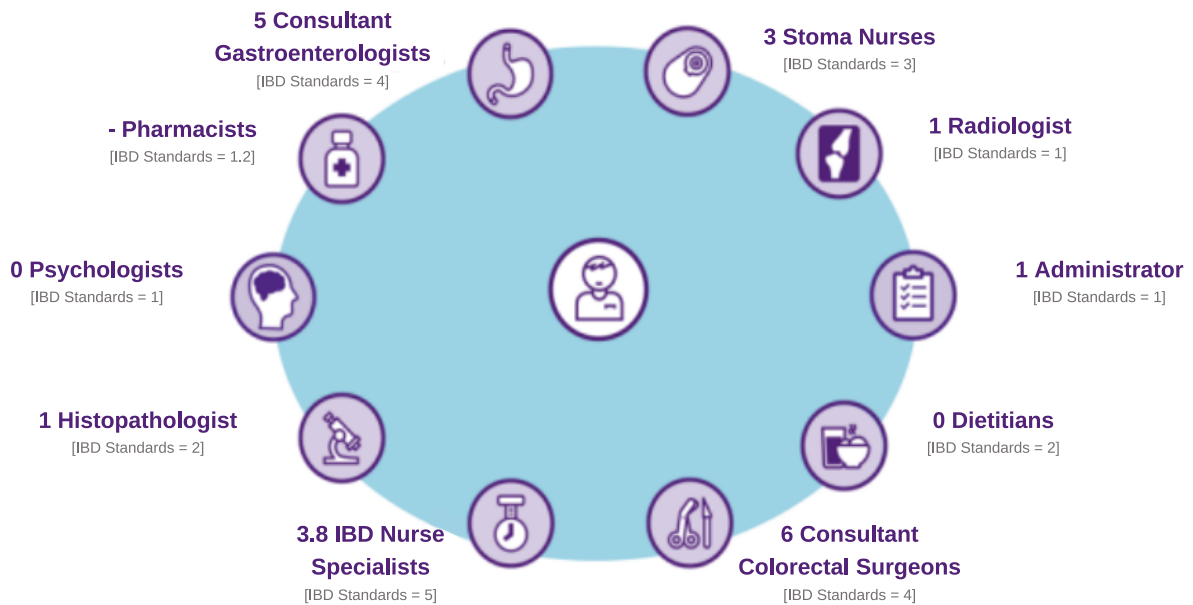 5 Consultant
Gastroenterologists
[IBD Standards = 4]
3 Stoma Nurses
[IBD Standards = 3]
- Pharmacists
[IBD Standards = 1.2]
1 Radiologist
[IBD Standards = 1]
0 Psychologists
[IBD Standards = 1]
1 Administrator
[IBD Standards = 1]
1 Histopathologist
[IBD Standards = 2]
0 Dietitians
[IBD Standards = 2]
3.8 IBD Nurse
Specialists
[IBD Standards = 5]
6 Consultant
Colorectal Surgeons
[IBD Standards = 4]